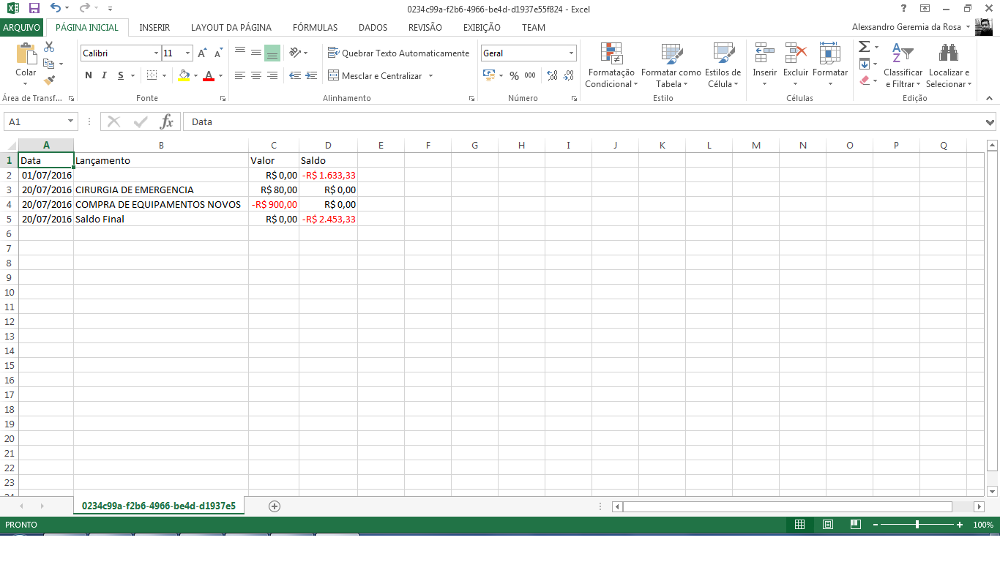 0234c99a-f2b6-4966-be4d-d1937e55f824 - Excel
ARQUIVO PÁGINA INICIAL INSERIR LAYOUT DA PÁGINA FÓRMULAS DADOS REVISÃO EXIBIÇÃO TEAM Alexsandro Geremia da Rosa
Colar
Calibri 11
N I S
Quebrar Texto Automaticamente
Mesclar e Centralizar
Geral
% 000
Formatação Condicional
Formatar como Tabela
Estilos de Célula
Inserir Excluir Formatar
Classificar e Filtrar
Localizar e Selecionar
Área de Transf... Fonte Alinhamento Número Estilo Células Edição
A1 fx Data
A B C D E F G H I J K L M N O P Q
1 Data Lançamento Valor Saldo
2 01/07/2016 R$ 0,00 -R$ 1.633,33
3 20/07/2016 CIRURGIA DE EMERGENCIA R$ 80,00 R$ 0,00
4 20/07/2016 COMPRA DE EQUIPAMENTOS NOVOS -R$ 900,00 R$ 0,00
5 20/07/2016 Saldo Final R$ 0,00 -R$ 2.453,33
6
7
8
9
10
11
12
13
14
15
16
17
18
19
20
21
22
23
24
0234c99a-f2b6-4966-be4d-d1937e5
PRONTO 100%